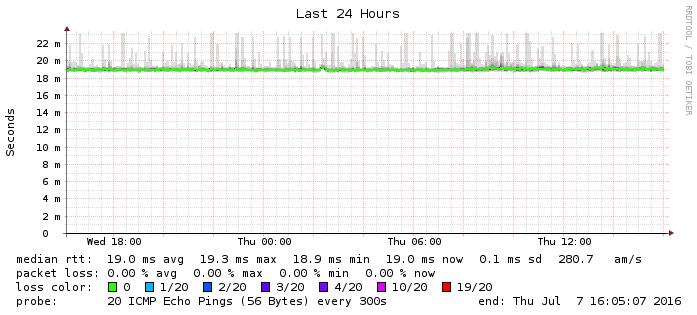 Last 24 Hours
RRDTOOL / TOBI OETIKER
Seconds
22 m
20 m
18 m
16 m
14 m
12 m
10 m
8 m
6 m
4 m
2 m
0
Wed 18:00 Thu 00:00 Thu 06:00 Thu 12:00
median rtt: 19.0 ms avg 19.3 ms max 18.9 ms min 19.0 ms now 0.1 ms sd 280.7 am/s
packet loss: 0.00 % avg 0.00 % max 0.00 % min 0.00 % now
loss color: 0 1/20 2/20 3/20 4/20 10/20 19/20
probe: 20 ICMP Echo Pings (56 Bytes) every 300s end: Thu Jul 7 16:05:07 2016